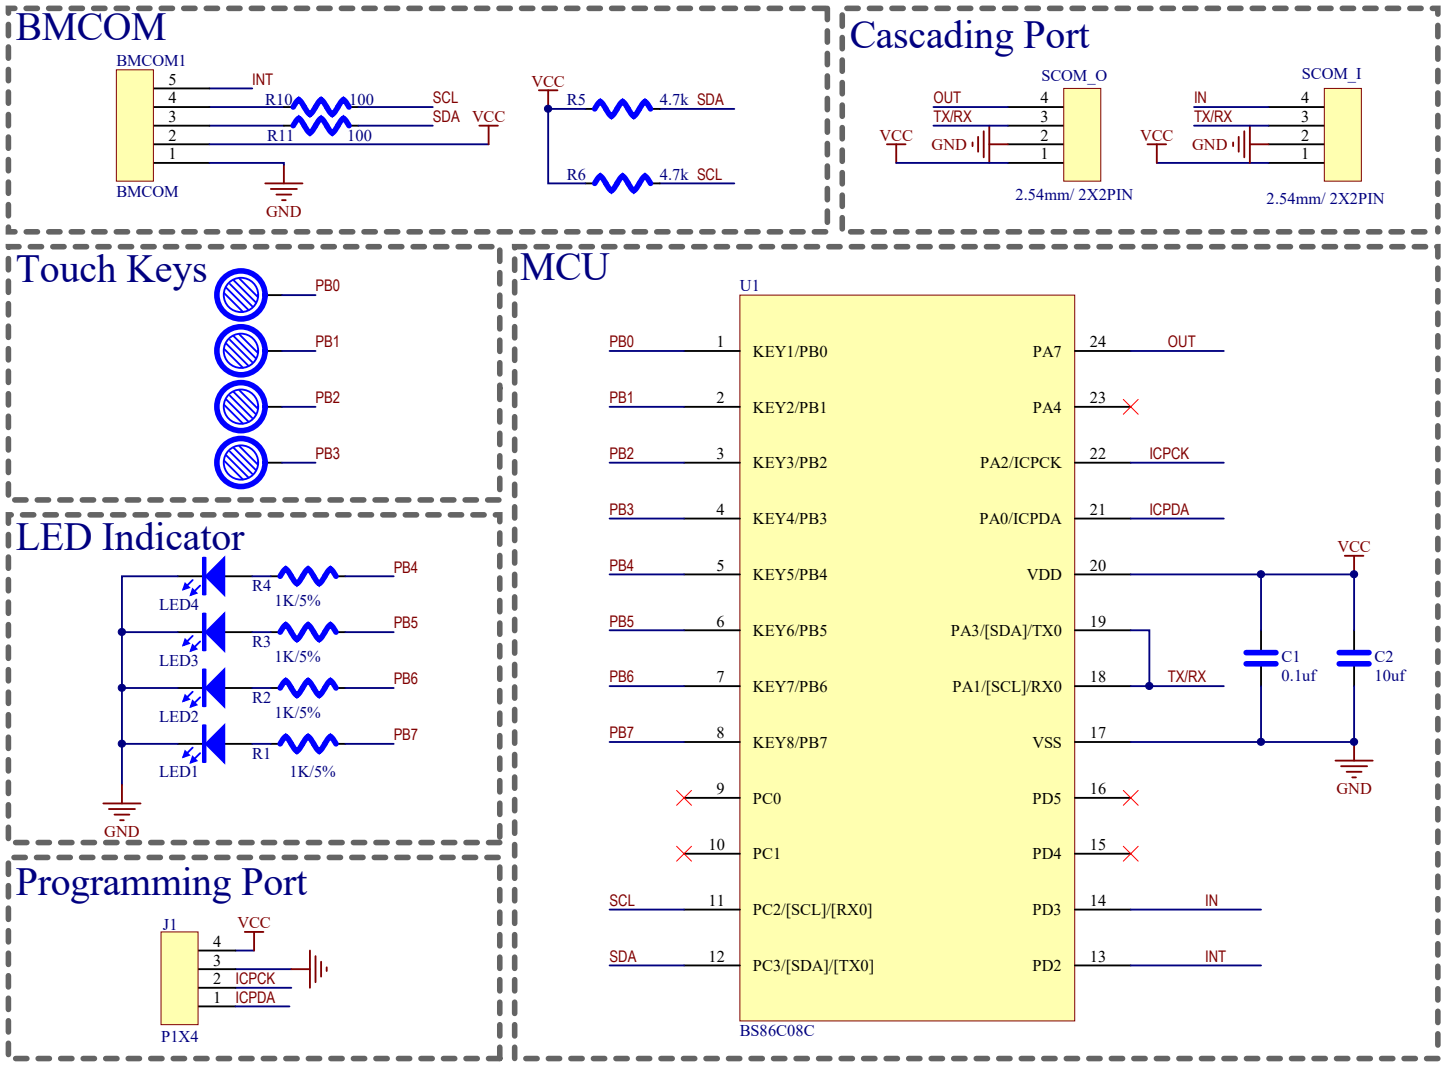 BMCOM
BMCOM1
5 INT
4 R10 100 SCL
3 SDA
R11 100
2 VCC
1
BMCOM
GND
VCC
R5 4.7k SDA
R6 4.7k SCL
Cascading Port
SCOM_O
OUT 4
TX/RX 3
VCC GND 2
1
2.54mm/ 2X2PIN
SCOM_I
IN 4
TX/RX 3
VCC GND 2
1
2.54mm/ 2X2PIN
Touch Keys
PB0
PB1
PB2
PB3
LED Indicator
LED4 R4 1K/5% PB4
LED3 R3 1K/5% PB5
LED2 R2 1K/5% PB6
LED1 R1 1K/5% PB7
GND
Programming Port
J1
VCC
4
3
2 ICPCK
1 ICPDA
P1X4
MCU
U1
PB0 1 KEY1/PB0 PA7 24 OUT
PB1 2 KEY2/PB1 PA4 23
PB2 3 KEY3/PB2 PA2/ICPCK 22 ICPCK
PB3 4 KEY4/PB3 PA0/ICPDA 21 ICPDA
VCC
PB4 5 KEY5/PB4 VDD 20
PB5 6 KEY6/PB5 PA3/[SDA]/TX0 19
C1 0.1uf
C2 10uf
PB6 7 KEY7/PB6 PA1/[SCL]/RX0 18 TX/RX
PB7 8 KEY8/PB7 VSS 17
GND
9 PC0 PD5 16
10 PC1 PD4 15
SCL 11 PC2/[SCL]/[RX0] PD3 14 IN
SDA 12 PC3/[SDA]/[TX0] PD2 13 INT
BS86C08C